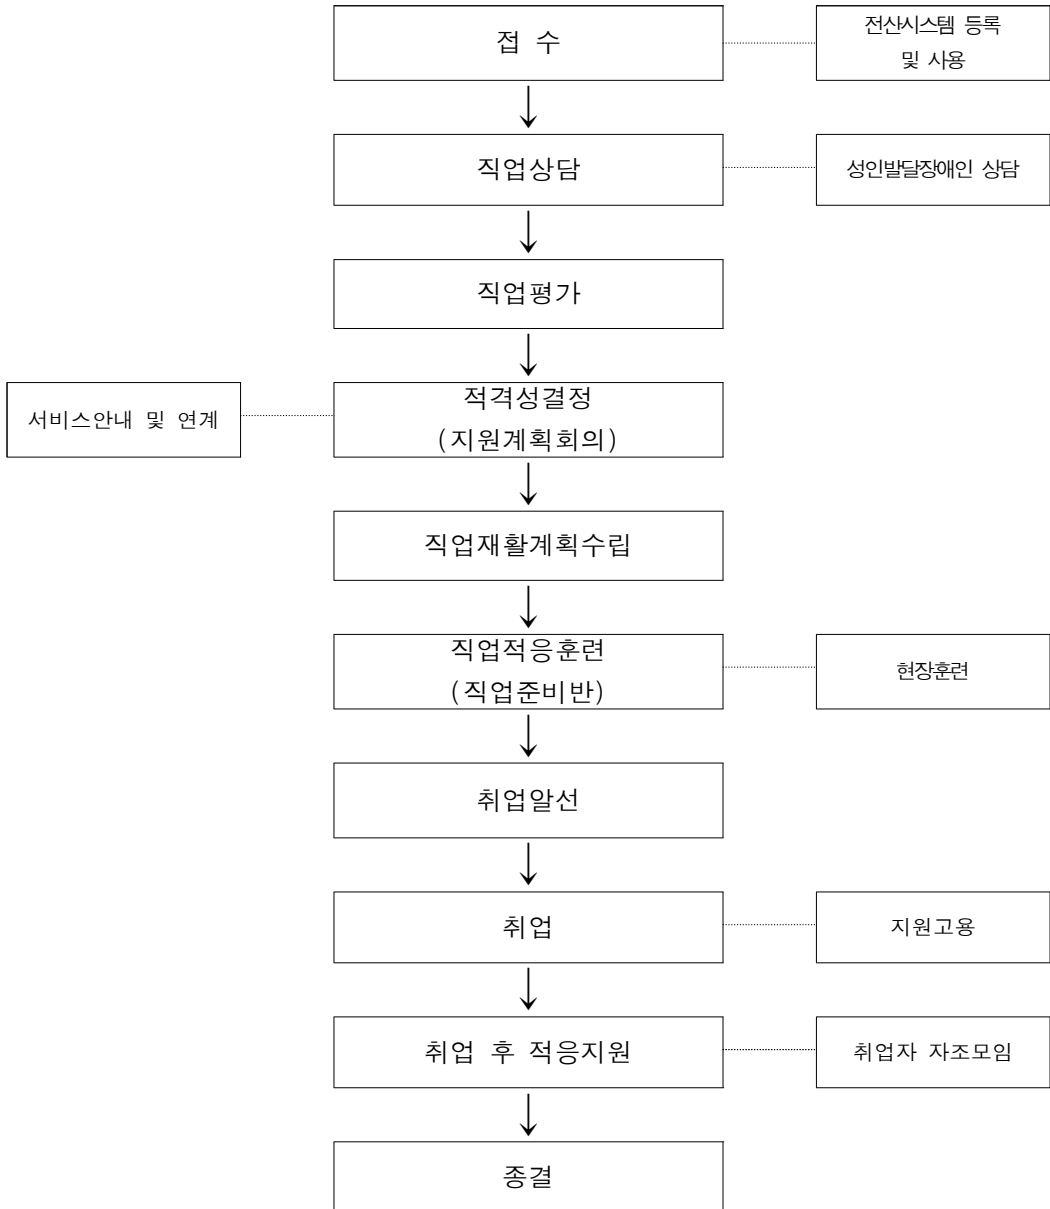 접 수
전산시스템 등록
및 사용
직업상담
성인발달장애인 상담
직업평가
서비스안내 및 연계
적격성결정
(지원계획회의)
직업재활계획수립
직업적응훈련
(직업준비반)
현장훈련
취업알선
취업
지원고용
취업 후 적응지원
취업자 자조모임
종결